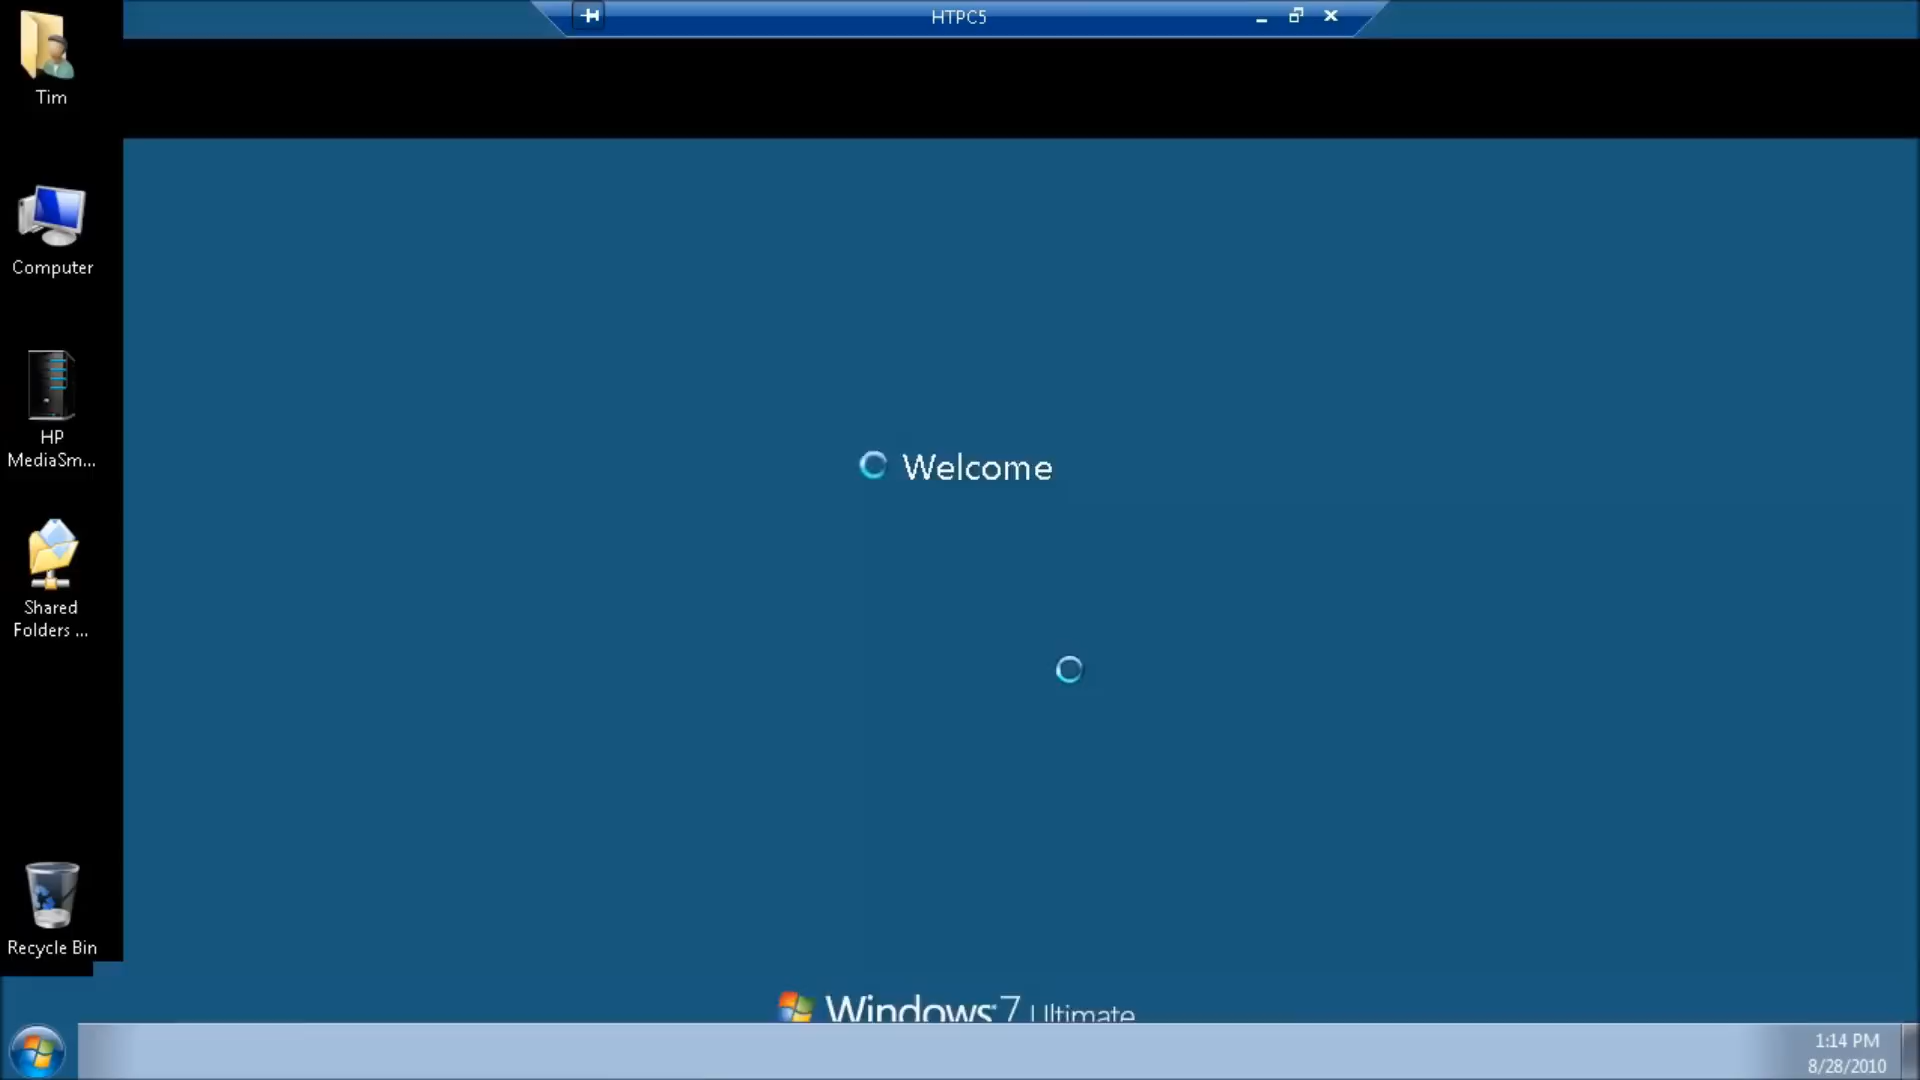 HTPC5
Tim
Computer
HP
MediaSm...
Shared
Folders ...
Recycle Bin
Welcome
Windows 7 Ultimate
1:14 PM
8/28/2010